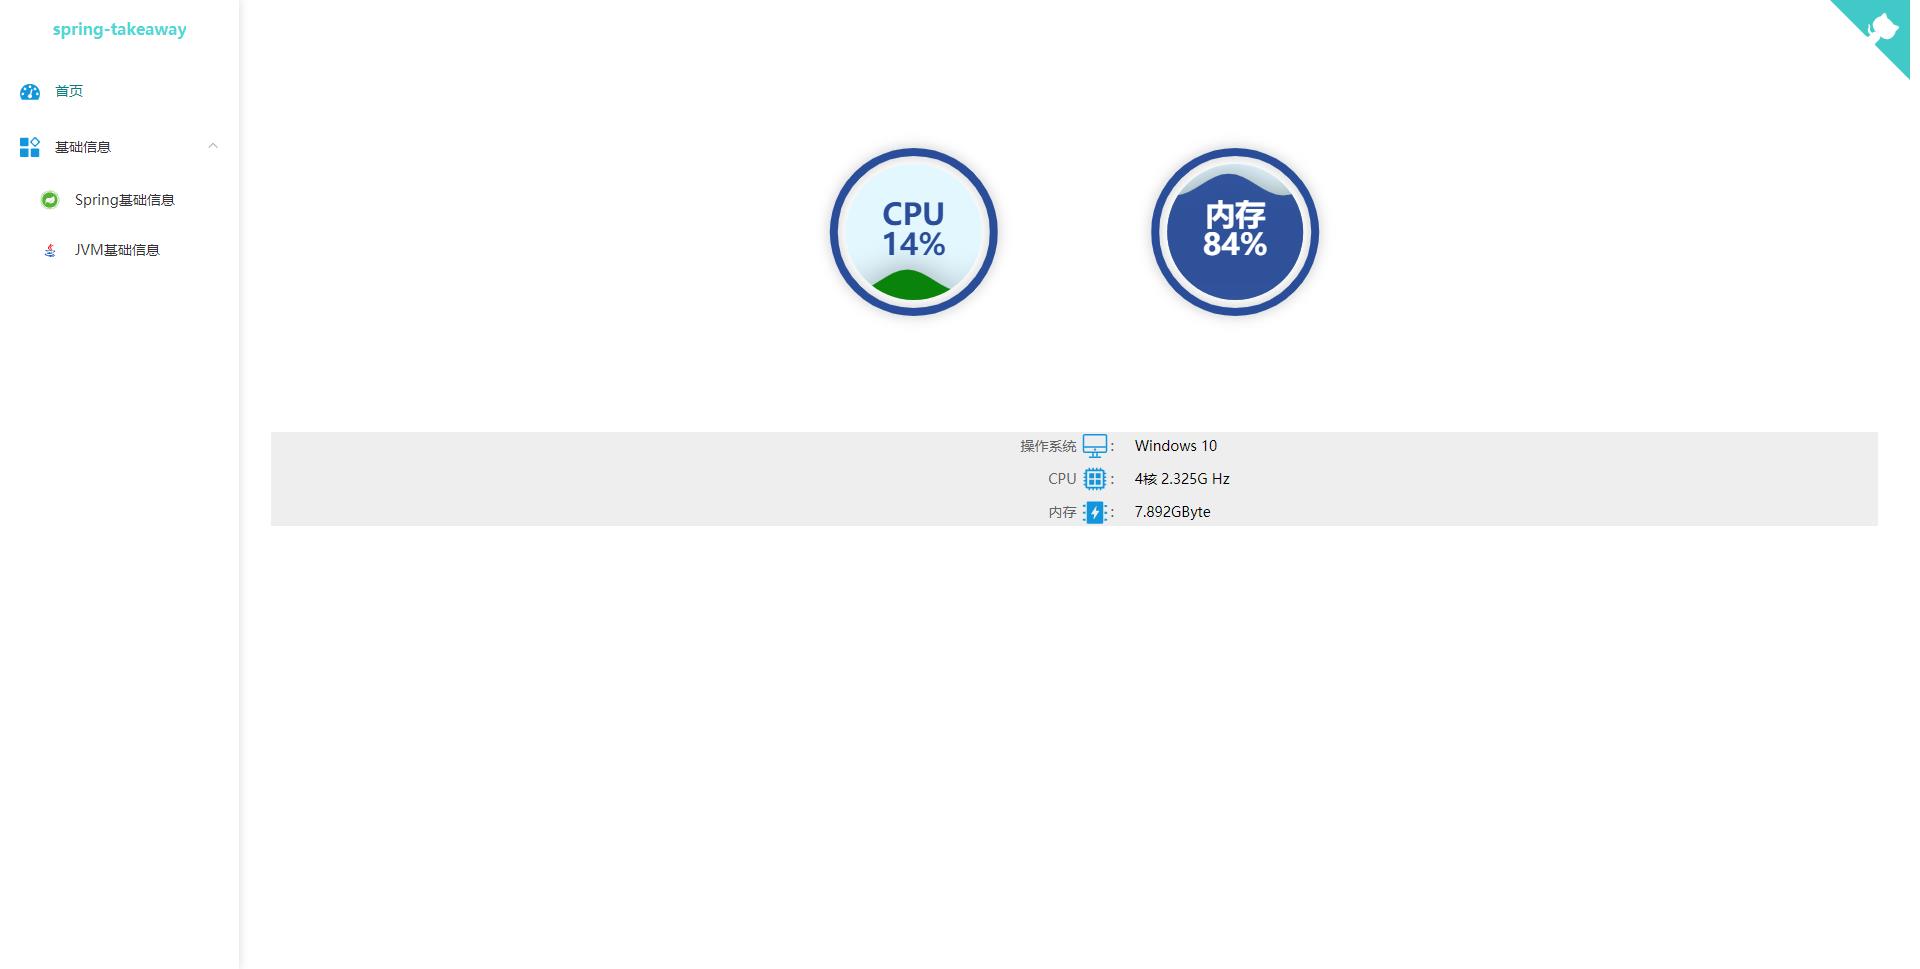 spring-takeaway
首页
基础信息
Spring基础信息
JVM基础信息
CPU
14%
内存
84%
操作系统 : Windows 10
CPU : 4核 2.325G Hz
内存 : 7.892GByte